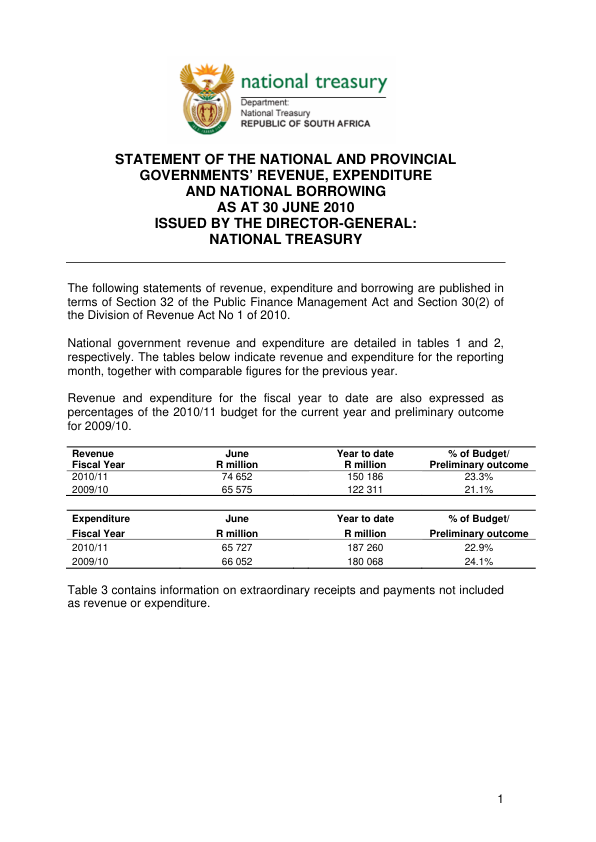 national treasury
Department:
National Treasury
REPUBLIC OF SOUTH AFRICA
STATEMENT OF THE NATIONAL AND PROVINCIAL
GOVERNMENTS' REVENUE, EXPENDITURE
AND NATIONAL BORROWING
AS AT 30 JUNE 2010
ISSUED BY THE DIRECTOR-GENERAL:
NATIONAL TREASURY
The following statements of revenue, expenditure and borrowing are published in
terms of Section 32 of the Public Finance Management Act and Section 30(2) of
the Division of Revenue Act No 1 of 2010.
National government revenue and expenditure are detailed in tables 1 and 2,
respectively. The tables below indicate revenue and expenditure for the reporting
month, together with comparable figures for the previous year.
Revenue and expenditure for the fiscal year to date are also expressed as
percentages of the 2010/11 budget for the current year and preliminary outcome
for 2009/10.
Revenue June Year to date % of Budget/
Fiscal Year R million R million Preliminary outcome
2010/11 74 652 150 186 23.3%
2009/10 65 575 122 311 21.1%
Expenditure June Year to date % of Budget/
Fiscal Year R million R million Preliminary outcome
2010/11 65 727 187 260 22.9%
2009/10 66 052 180 068 24.1%
Table 3 contains information on extraordinary receipts and payments not included
as revenue or expenditure.
1